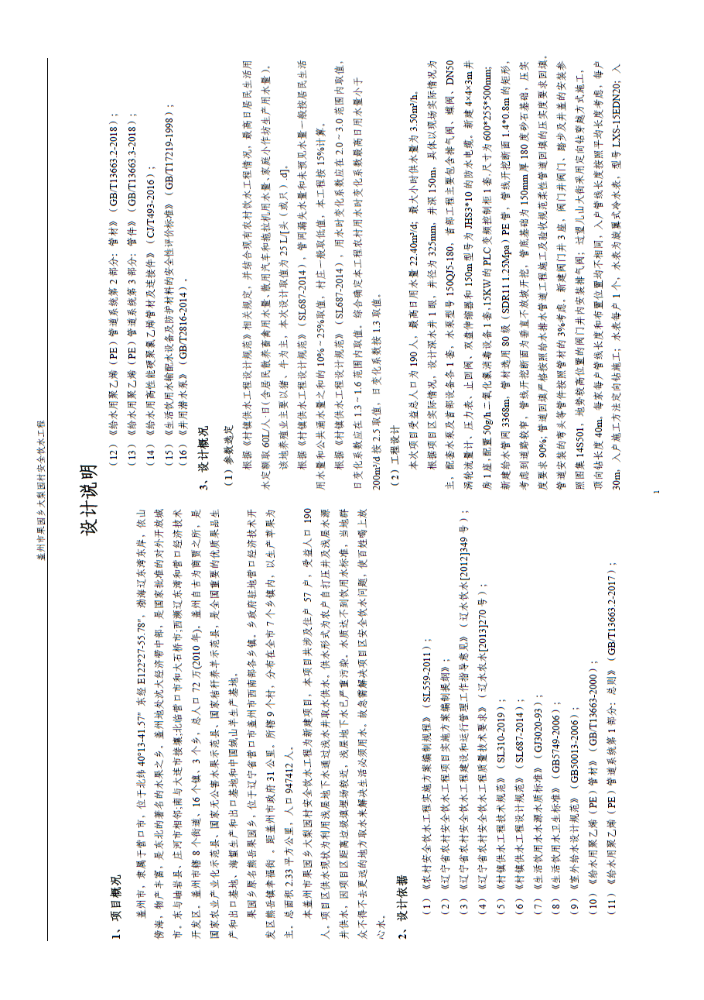 盖州市果园乡大梨园村安全饮水工程
设计说明
1、项目概况
盖州市，隶属于营口市，位于北纬 40°13-41.57″ 东经 E122°27-55.78″，渤海辽东湾东岸，依山
傍海，物产丰富，是东北的著名的水果之乡。盖州地处沈大经济带中部，是国家批准的对外开放城
市。东与岫岩县、庄河市相邻;南与大连市接壤;北临营口市和大石桥市;西濒辽东湾和营口经济技术
开发区。盖州市辖 8 个街道、16 个镇、3 个乡，总人口 72 万(2010 年)。盖州自古为商贾之所，是
国家农业产业化示范县、国家无公害水果示范县、国家秸秆养羊示范县，是全国重要的优质果品生
产和出口基地、海蜇生产和出口基地和中国绒山羊生产基地。
果园乡原名熊岳果园乡，位于辽宁省营口市盖州市西南部各乡镇。乡政府驻地营口经济技术开
发区熊岳镇幸福街 。距盖州市政府 31 公里。所辖 9 个村，分布在全市 7 个乡镇内，以生产苹果为
主。总面积 2.33 平方公里，人口 947412 人。
本盖州市果园乡大梨园村安全饮水工程为新建项目，本项目共涉及住户 57 户，受益人口 190
人。项目区供水现状为利用浅层地下水通过浅水井取水供水。供水形式为农户自打压井及浅层水源
井供水，因项目区距离垃圾填埋场较近，浅层地下水已严重污染。水质达不到饮用水标准，当地群
众不得不去更远的地方取水来解决生活必须用水。故急需解决项目区安全饮水问题，使百姓喝上放
心水。
2、设计依据
（1）《农村安全饮水工程实施方案编制规程》（SL559-2011）；
（2）《辽宁省农村安全饮水工程项目实施方案编制提纲》；
（3）《辽宁省农村安全饮水工程建设和运行管理工作指导意见》（辽水饮水[2012]349 号）；
（4）《辽宁省农村安全饮水工程质量技术要求》（辽水农水[2013]270 号）；
（5）《村镇供水工程技术规范》（SL310-2019）；
（6）《村镇供水工程设计规范》（SL687-2014）；
（7）《生活饮用水水源水质标准》（GJ3020-93 ）；
（8）《生活饮用水卫生标准》（GB5749-2006）；
（9）《室外给水设计规范》（GB50013-2006）；
（10）《给水用聚乙烯（PE）管材》（GB/T13663-2000）；
（11）《给水用聚乙烯（PE）管道系统第 1 部分：总则》（GB/T13663.2-2017）；
（12）《给水用聚乙烯（PE）管道系统第 2 部分：管材》（GB/T13663.2-2018）；
（13）《给水用聚乙烯（PE）管道系统第 3 部分：管件》（GB/T13663.3-2018）；
（14）《给水用高性能硬聚氯乙烯管材及连接件》（CJ/T493-2016）；
（15）《生活饮用水输配水设备及防护材料的安全性评价标准》（GB/T17219-1998）；
（16）《井用潜水泵》（GB/T2816-2014）。
3、设计概况
（1）参数选定
根据《村镇供水工程设计规范》相关规定，并结合现有农村饮水工程情况，最高日居民生活用
水定额取 60L/人·日(含居民散养畜禽用水量、散用汽车和拖拉机用水量、家庭小作坊生产用水量)。
该地养殖业主要以猪、牛为主，本次设计取值为 25 L/[头（或只）.d]。
根据《村镇供水工程设计规范》（SL687-2014），管网漏失水量和未预见水量一般按居民生活
用水量和公共涌水量之和的 10%～25%取值，村庄一般取低值，本工程按 15%计算。
根据《村镇供水工程设计规范》（SL687-2014），用水时变化系数应在 2.0～3.0 范围内取值，
日变化系数应在 1.3～1.6 范围内取值。综合确定本工程农村用水时变化系数最高日用水量小于
200m³/d 按 2.5 取值，日变化系数按 1.3 取值。
（2）工程设计
本次项目受益总人口为 190 人，最高日用水量 22.40m³/d；最大小时供水量为 3.50m³/h。
根据项目区实际情况，设计深水井 1 眼，井径为 325mm，井深 150m，具体以现场实际情况为
主，配套水泵及首部设备各 1 套，水泵型号 150QJ5-180，首部工程主要包含排气阀、蝶阀、DN50
涡轮流量计、压力表、止回阀、双盘伸缩器和 150m 型号为 JHS3*10 的防水电缆。新建 4×4×3m 井
房 1座,配置 50g/h 二氧化氯消毒设备 1 套,15KW 的 PLC 变频控制柜 1 套,尺寸为 600*255*500mm;
新建给水管网 3368m，管材选用 80 级（SDR11 1.25Mpa）PE 管，管线开挖断面 1.4*0.8m 的矩形，
考虑到道路较窄，管线开挖断面为垂直不放坡开挖，管底基础为 150mm 厚 180 度砂石基础，压实
度要求 90%; 管道回填严格按照给水排水管道工程施工及验收规范柔性管道回填的压实度要求回填。
管道安装的弯头等管件按照管材的 3%考虑。新建阀门井 3 座，阀门井阀门、踏步及井盖的安装参
照图集 14S501，地势较高位置的阀门井内安装排气阀；过望儿山大街采用定向钻穿越方式施工，
顶向钻长度 40m，每家每户管线长度和布置位置均不相同，入户管线长度按照平均长度考虑，每户
30m，入户施工方法定向钻施工；水表每户 1 个，水表为旋翼式冷水表，型号 LXS-15EDN20；入
1